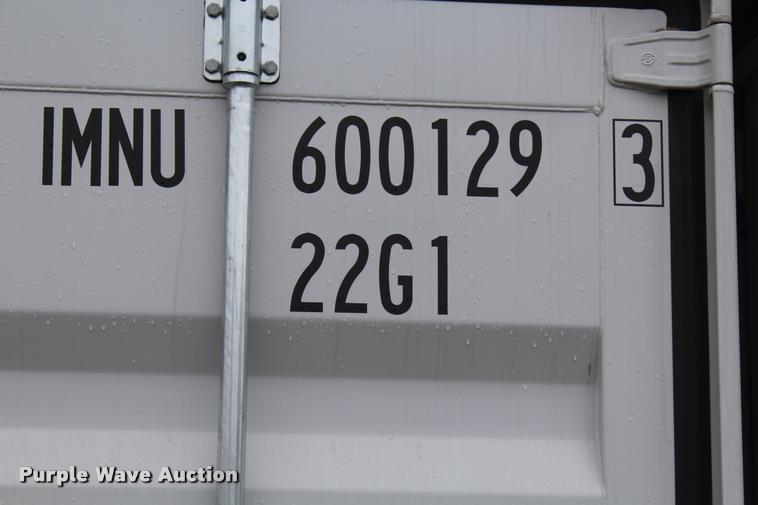 IMNU 600129 3
22G1
Purple Wave Auction